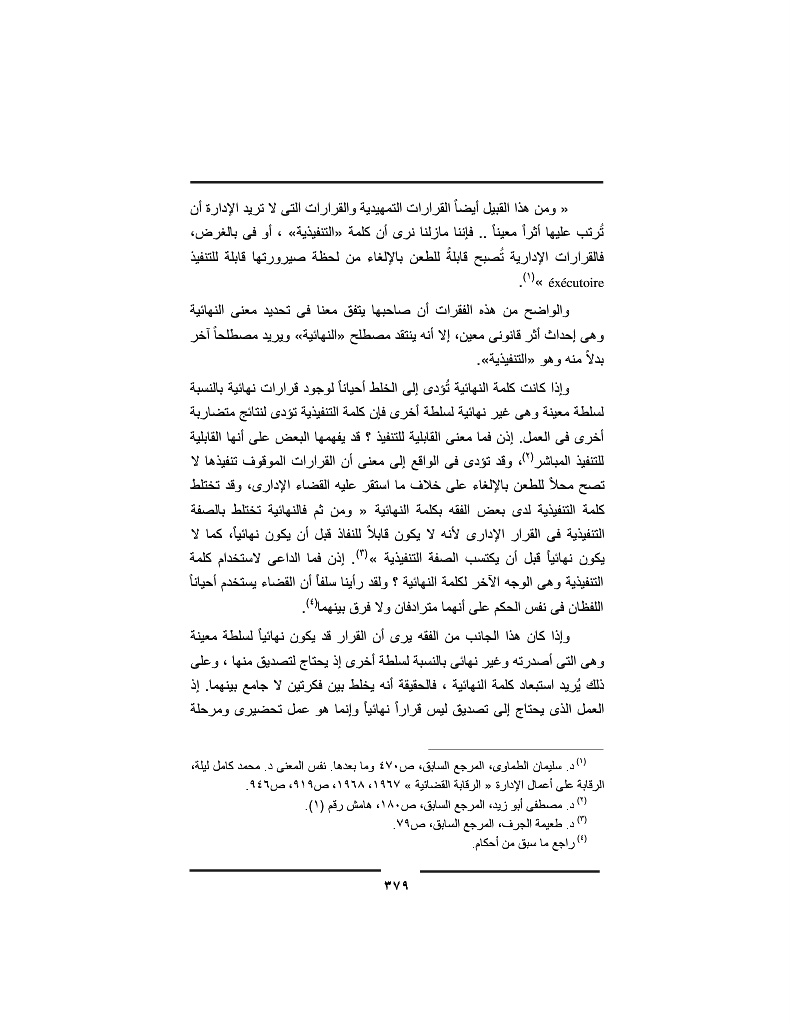 « ومن هذا القبيل أيضاً القرارات التمهيدية والقرارات التى لا تريد الإدارة أن
تُرتب عليها أثراً معيناً .. فإننا مازلنا نرى أن كلمة «التنفيذية» ، أو فى بالغرض،
فالقرارات الإدارية تُصبح قابلةً للطعن بالإلغاء من لحظة صيرورتها قابلة للتنفيذ
éxécutoire »(١).
والواضح من هذه الفقرات أن صاحبها يتفق معنا فى تحديد معنى النهائية
وهى إحداث أثر قانونى معين، إلا أنه ينتقد مصطلح «النهائية» ويريد مصطلحاً آخر
بدلاً منه وهو «التنفيذية».
وإذا كانت كلمة النهائية تُؤدى إلى الخلط أحياناً لوجود قرارات نهائية بالنسبة
لسلطة معينة وهى غير نهائية لسلطة أخرى فإن كلمة التنفيذية تؤدى لنتائج متضاربة
أخرى فى العمل. إذن فما معنى القابلية للتنفيذ ؟ قد يفهمها البعض على أنها القابلية
للتنفيذ المباشر(٢)، وقد تؤدى فى الواقع إلى معنى أن القرارات الموقوف تنفيذها لا
تصح محلاً للطعن بالإلغاء على خلاف ما استقر عليه القضاء الإدارى، وقد تختلط
كلمة التنفيذية لدى بعض الفقه بكلمة النهائية « ومن ثم فالنهائية تختلط بالصفة
التنفيذية فى القرار الإدارى لأنه لا يكون قابلاً للنفاذ قبل أن يكون نهائياً، كما لا
يكون نهائياً قبل أن يكتسب الصفة التنفيذية »(٣). إذن فما الداعى لاستخدام كلمة
التنفيذية وهى الوجه الآخر لكلمة النهائية ؟ ولقد رأينا سلفاً أن القضاء يستخدم أحياناً
اللفظان فى نفس الحكم على أنهما مترادفان ولا فرق بينهما(٤).
وإذا كان هذا الجانب من الفقه يرى أن القرار قد يكون نهائياً لسلطة معينة
وهى التى أصدرته وغير نهائى بالنسبة لسلطة أخرى إذ يحتاج لتصديق منها ، وعلى
ذلك يُريد استبعاد كلمة النهائية ، فالحقيقة أنه يخلط بين فكرتين لا جامع بينهما. إذ
العمل الذى يحتاج إلى تصديق ليس قراراً نهائياً وإنما هو عمل تحضيرى ومرحلة
(١) د. سليمان الطماوى، المرجع السابق، ص٤٧٠ وما بعدها. نفس المعنى د. محمد كامل ليلة،
الرقابة على أعمال الإدارة « الرقابة القضائية » ١٩٦٧، ١٩٦٨، ص٩١٩، ص٩٤٦.
(٢) د. مصطفى أبو زيد، المرجع السابق، ص١٨٠، هامش رقم (١).
(٣) د. طعيمة الجرف، المرجع السابق، ص٧٩.
(٤) راجع ما سبق من أحكام.
٣٧٩